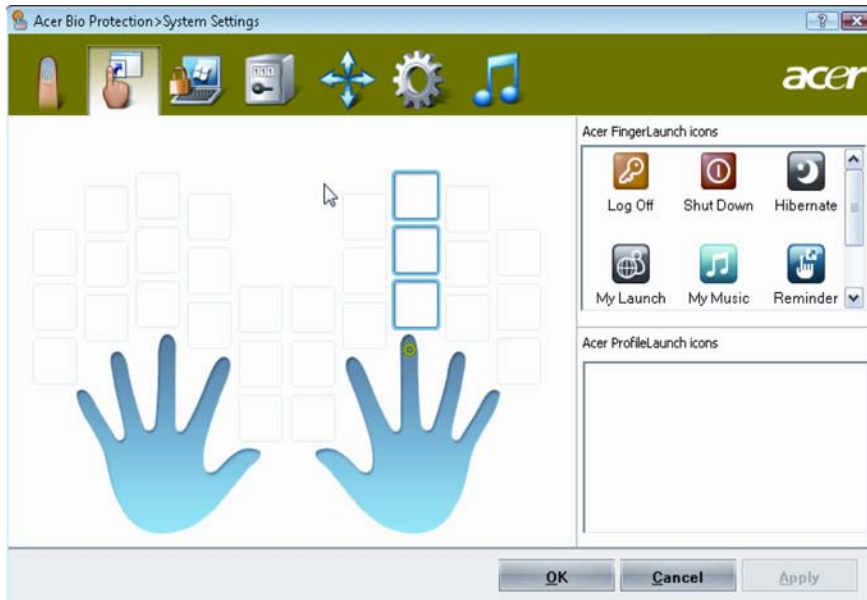 Acer Bio Protection>System Settings
acer
Acer FingerLaunch icons
Log Off
Shut Down
Hibernate
My Launch
My Music
Reminder
Acer ProfileLaunch icons
OK
Cancel
Apply